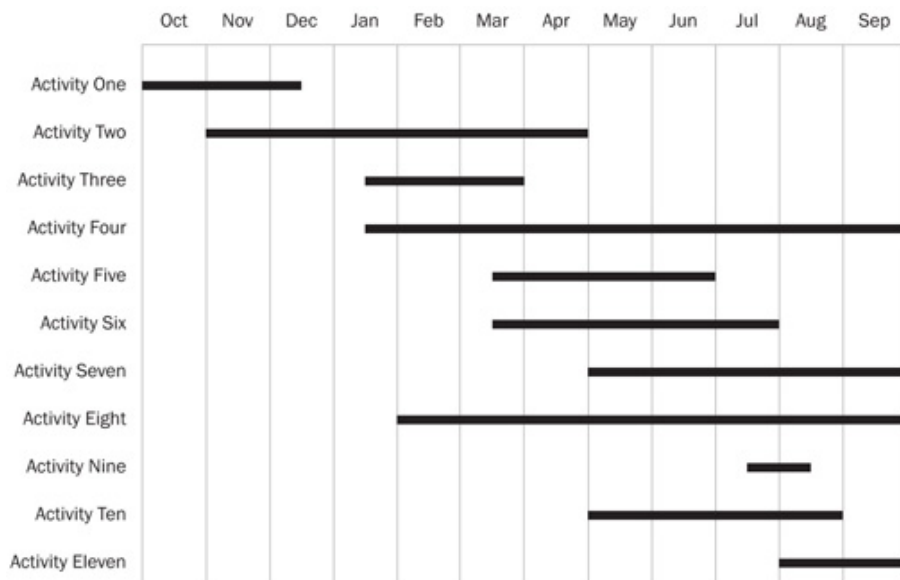 Oct Nov Dec Jan Feb Mar Apr May Jun Jul Aug Sep
Activity One
Activity Two
Activity Three
Activity Four
Activity Five
Activity Six
Activity Seven
Activity Eight
Activity Nine
Activity Ten
Activity Eleven